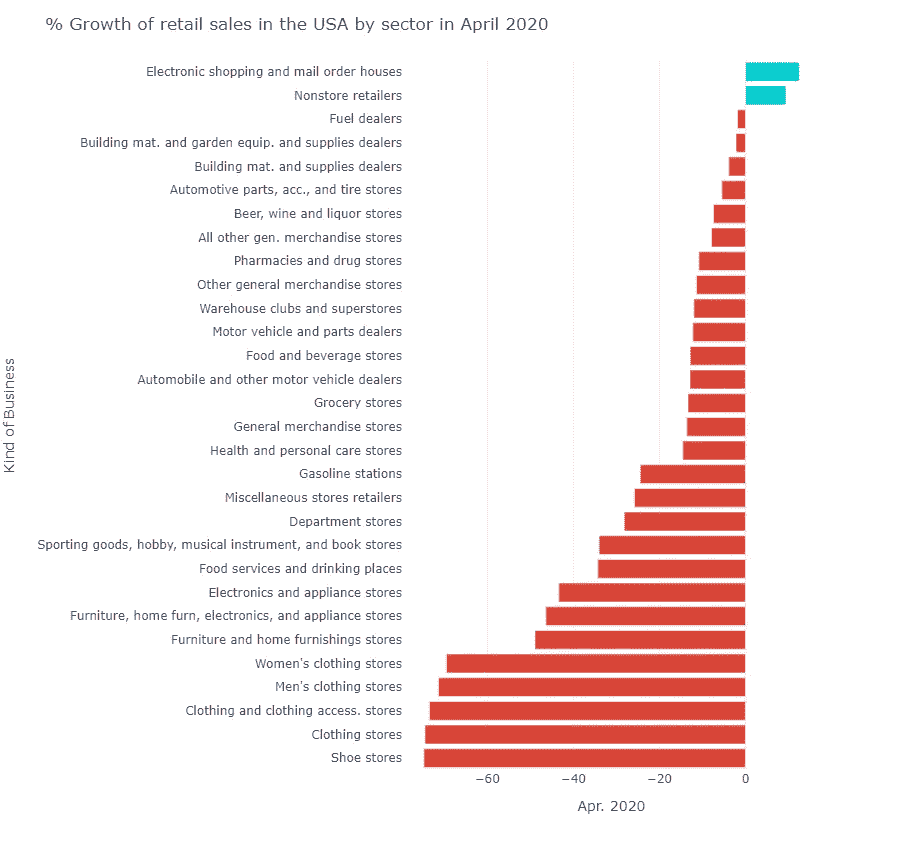 % Growth of retail sales in the USA by sector in April 2020
Electronic shopping and mail order houses
Nonstore retailers
Fuel dealers
Building mat. and garden equip. and supplies dealers
Building mat. and supplies dealers
Automotive parts, acc., and tire stores
Beer, wine and liquor stores
All other gen. merchandise stores
Pharmacies and drug stores
Other general merchandise stores
Warehouse clubs and superstores
Motor vehicle and parts dealers
Food and beverage stores
Automobile and other motor vehicle dealers
Grocery stores
General merchandise stores
Health and personal care stores
Gasoline stations
Miscellaneous stores retailers
Department stores
Sporting goods, hobby, musical instrument, and book stores
Food services and drinking places
Electronics and appliance stores
Furniture, home furn, electronics, and appliance stores
Furniture and home furnishings stores
Women's clothing stores
Men's clothing stores
Clothing and clothing access. stores
Clothing stores
Shoe stores
Kind of Business
−60 −40 −20 0
Apr. 2020